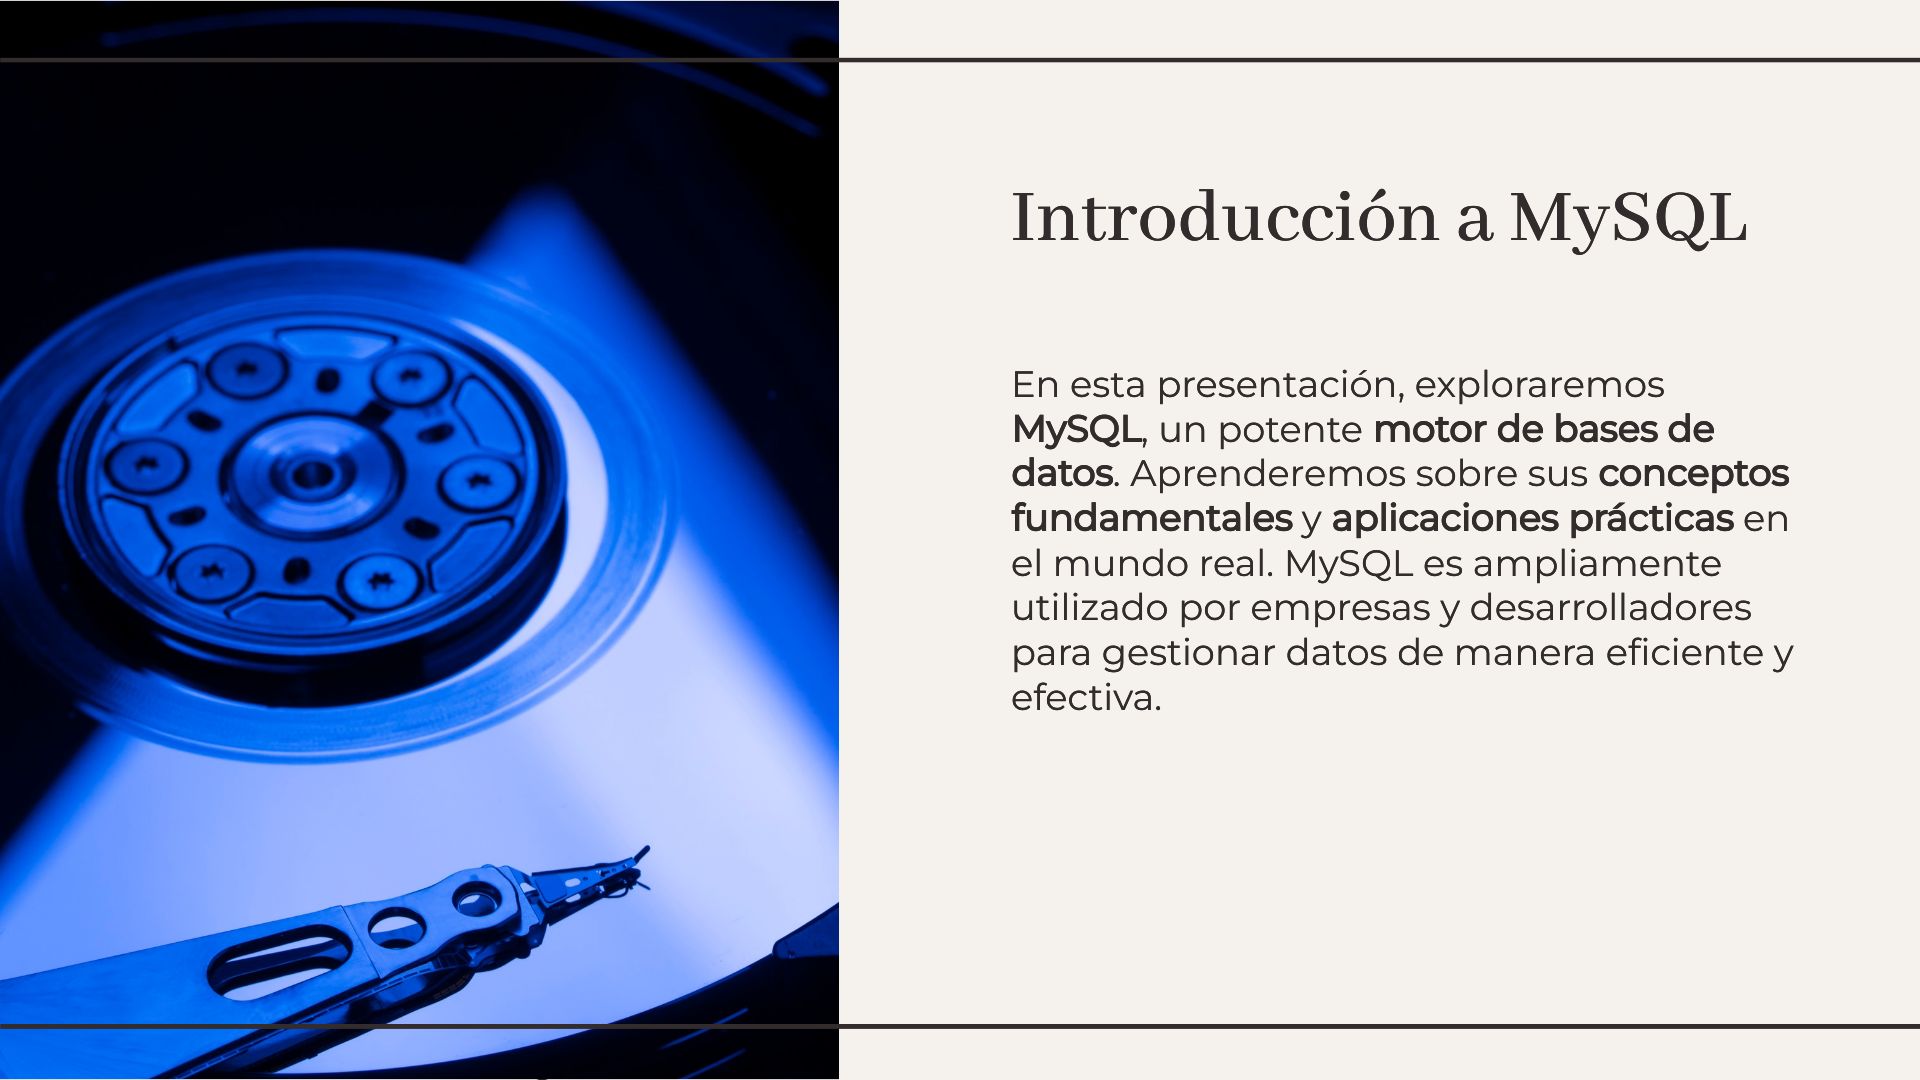 Introducción a MySQL
En esta presentación, exploraremos
MySQL, un potente motor de bases de
datos. Aprenderemos sobre sus conceptos
fundamentales y aplicaciones prácticas en
el mundo real. MySQL es ampliamente
utilizado por empresas y desarrolladores
para gestionar datos de manera eficiente y
efectiva.